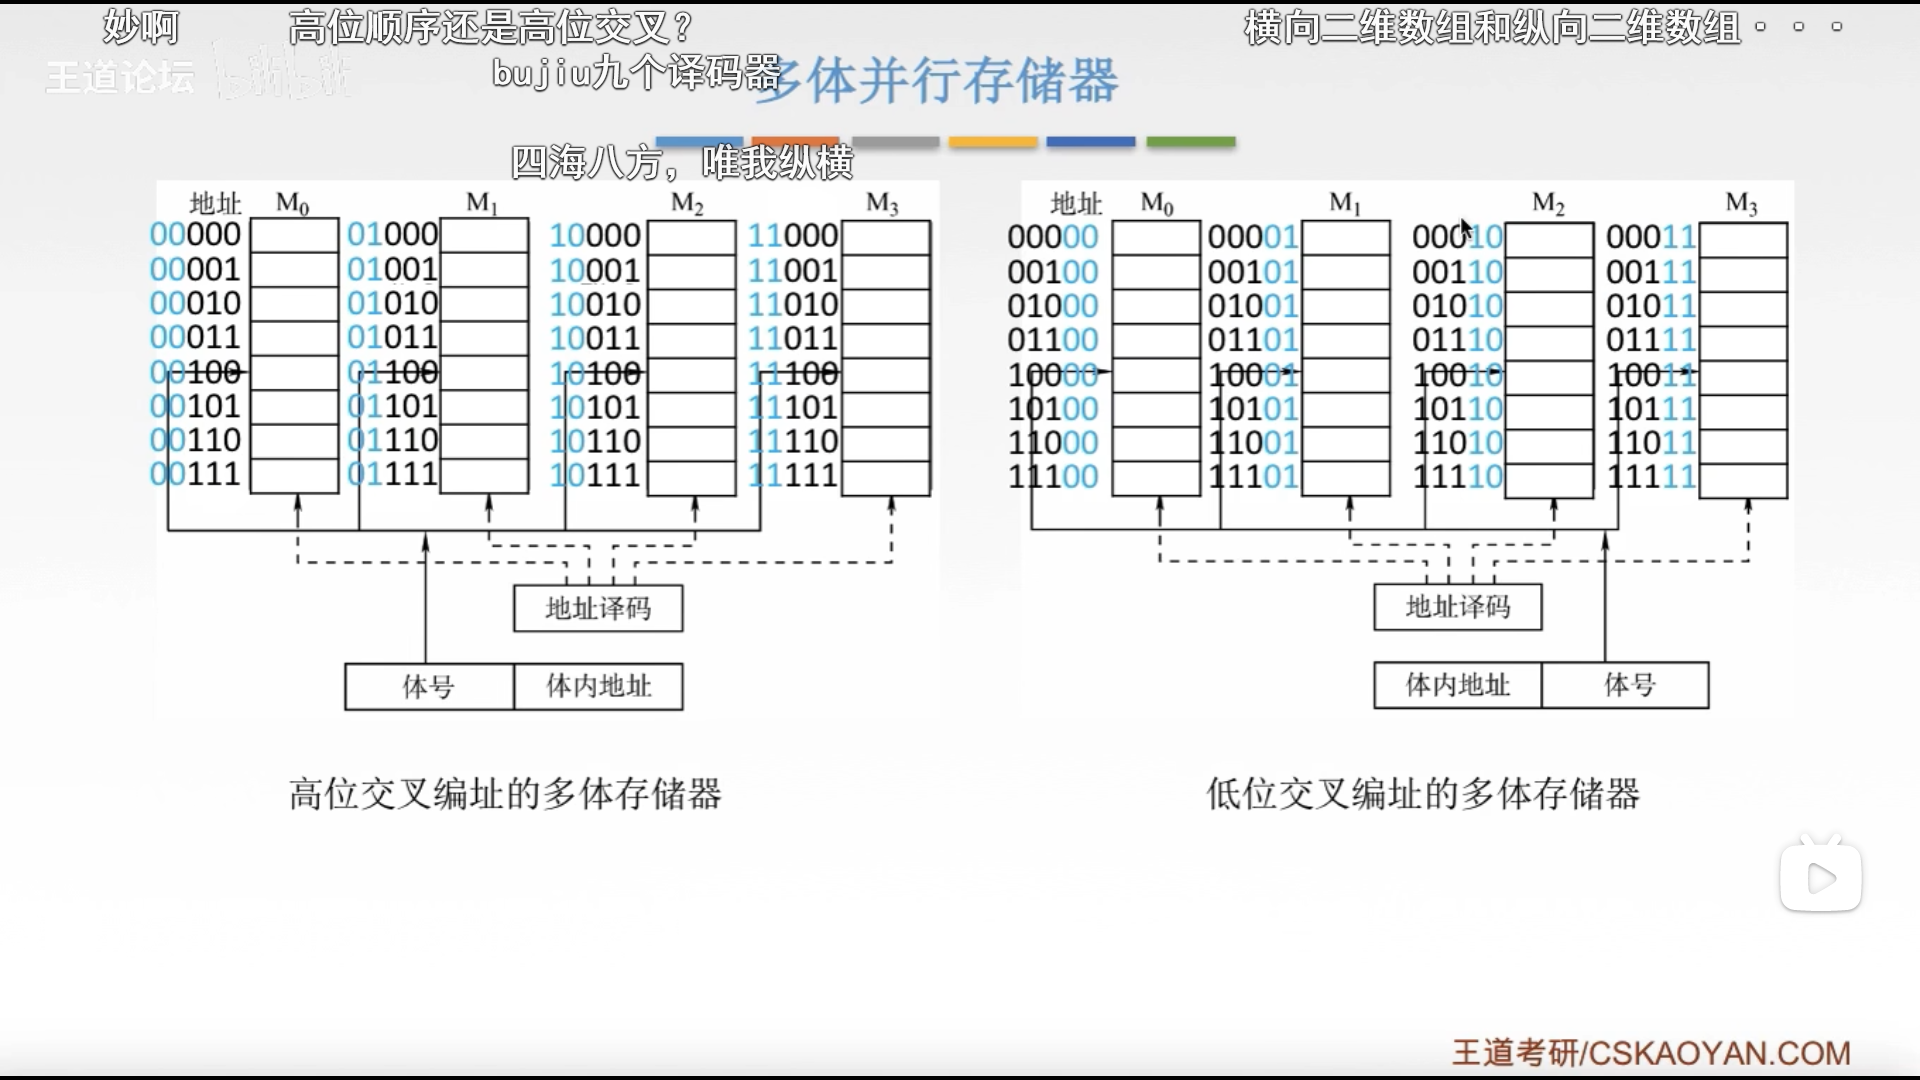 妙啊
高位顺序还是高位交叉?
横向二维数组和纵向二维数组···
王道论坛 bilibili
bujiu九个译码器
多体并行存储器
四海八方，唯我纵横
地址 M0 M1 M2 M3
00000 01000 10000 11000
00001 01001 10001 11001
00010 01010 10010 11010
00011 01011 10011 11011
00100 01100 10100 11100
00101 01101 10101 11101
00110 01110 10110 11110
00111 01111 10111 11111
地址译码
体号 体内地址
高位交叉编址的多体存储器
地址 M0 M1 M2 M3
00000 00001 00010 00011
00100 00101 00110 00111
01000 01001 01010 01011
01100 01101 01110 01111
10000 10001 10010 10011
10100 10101 10110 10111
11000 11001 11010 11011
11100 11101 11110 11111
地址译码
体内地址 体号
低位交叉编址的多体存储器
王道考研/CSKAOYAN.COM